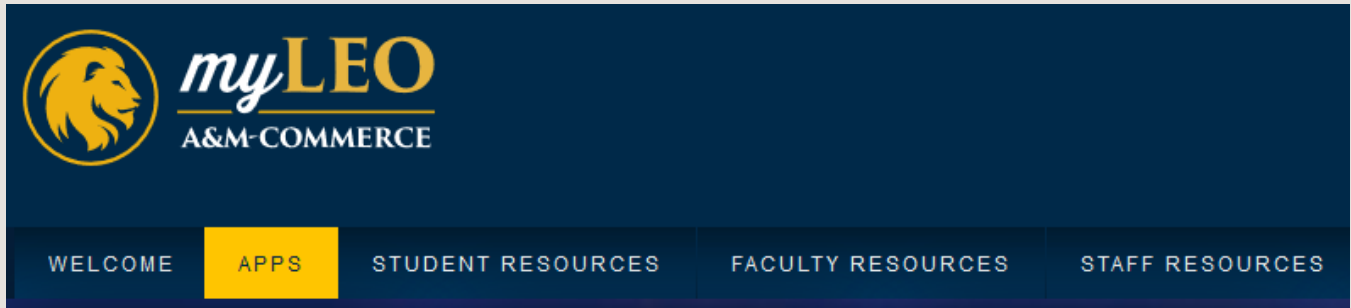 myLEO
A&M-COMMERCE
WELCOME APPS STUDENT RESOURCES FACULTY RESOURCES STAFF RESOURCES